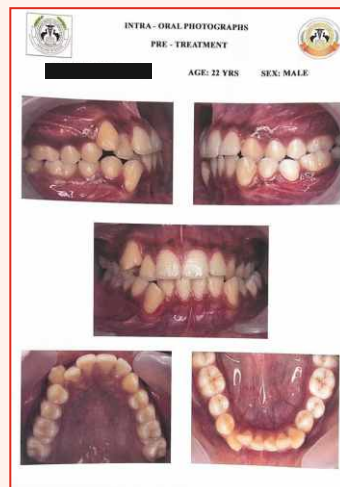 INTRA - ORAL PHOTOGRAPHS
PRE - TREATMENT
AGE: 22 YRS SEX: MALE